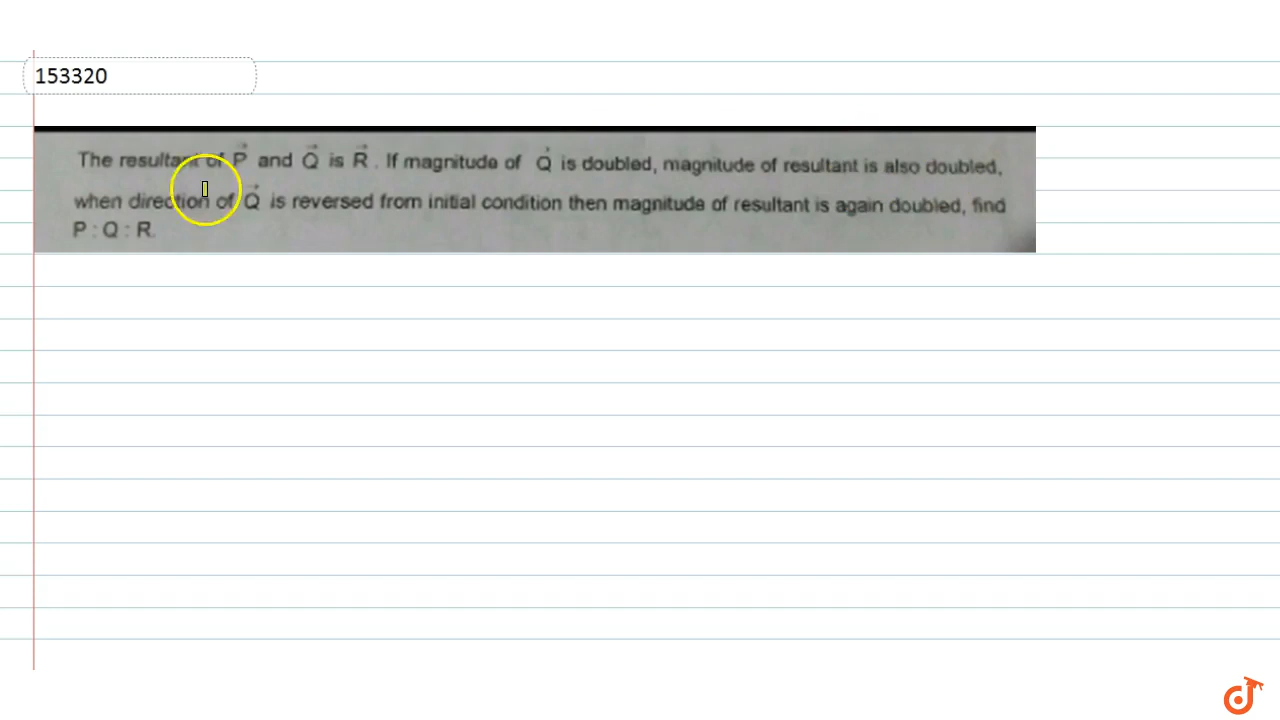 153320
The resultant of P⃗ and Q⃗ is R⃗. If magnitude of Q⃗ is doubled, magnitude of resultant is also doubled,
when direction of Q⃗ is reversed from initial condition then magnitude of resultant is again doubled, find
P : Q : R.